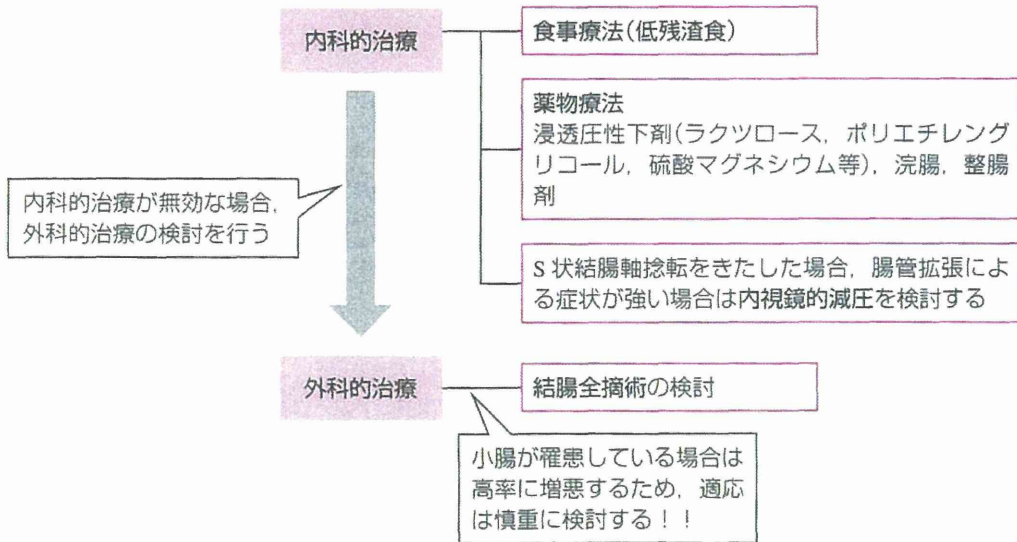 内科的治療
食事療法（低残渣食）
薬物療法
浸透圧性下剤（ラクツロース，ポリエチレング
リコール，硫酸マグネシウム等），浣腸，整腸
剤
内科的治療が無効な場合，
外科的治療の検討を行う
S 状結腸軸捻転をきたした場合，腸管拡張によ
る症状が強い場合は内視鏡的減圧を検討する
外科的治療
結腸全摘術の検討
小腸が罹患している場合は
高率に増悪するため，適応
は慎重に検討する！！